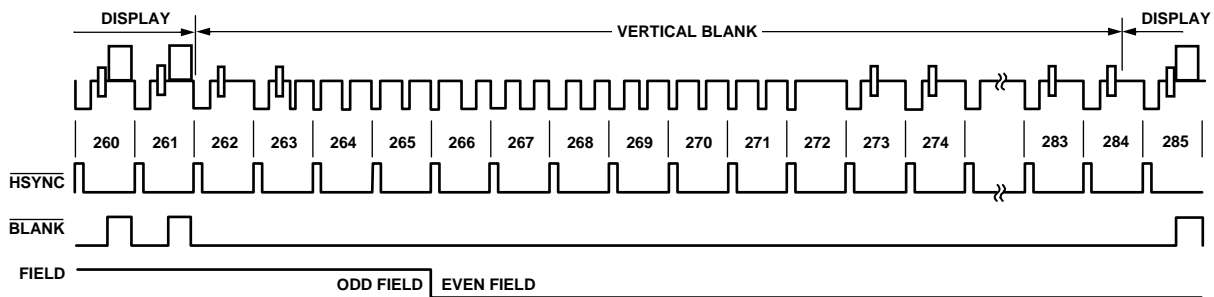 DISPLAY
VERTICAL BLANK
DISPLAY
260 261 262 263 264 265 266 267 268 269 270 271 272 273 274 283 284 285
HSYNC
BLANK
FIELD
ODD FIELD EVEN FIELD